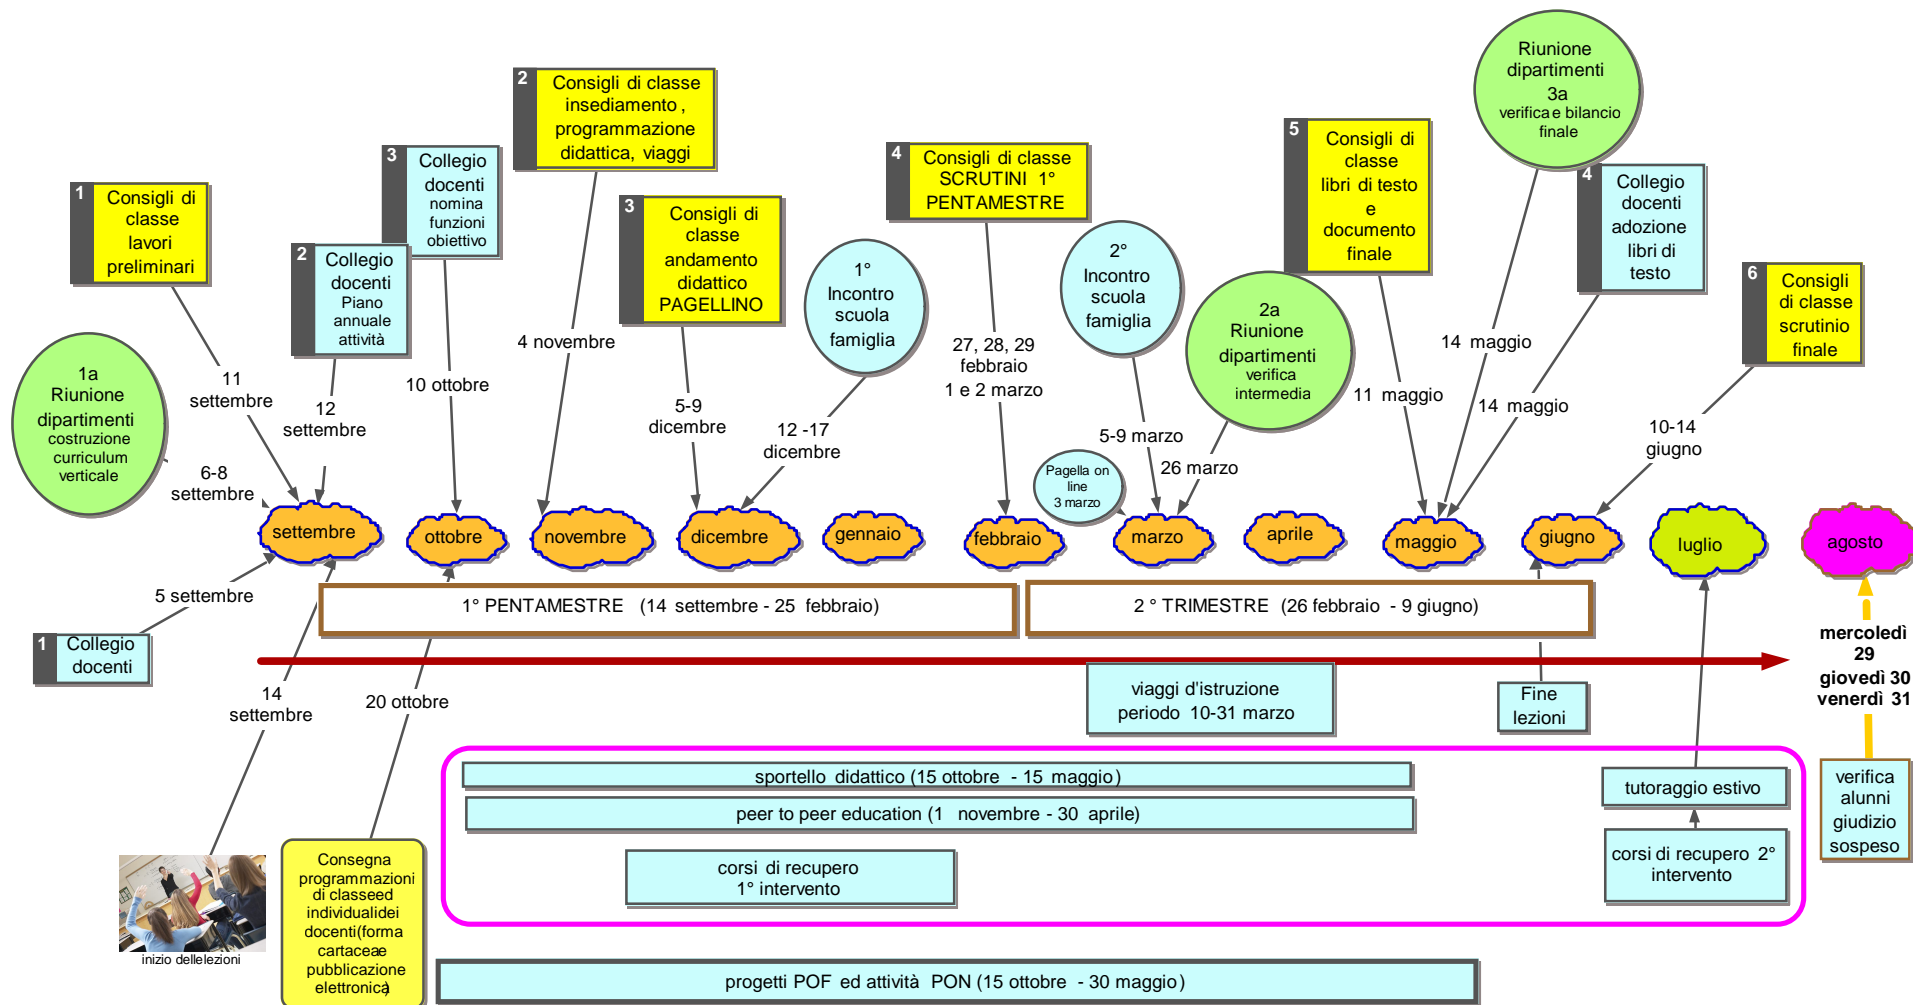 Riunione
dipartimenti
3a
verifica e bilancio
finale
2
Consigli di classe
insediamento ,
programmazione
didattica, viaggi
5
Consigli di
classe
libri di testo
e
documento
finale
3
Collegio
docenti
nomina
funzioni
obiettivo
4
Consigli di classe
SCRUTINI 1°
PENTAMESTRE
4
Collegio
docenti
adozione
libri di
testo
1
Consigli di
classe
lavori
preliminari
3
Consigli di
classe
andamento
didattico
PAGELLINO
2
Collegio
docenti
Piano
annuale
attività
1°
Incontro
scuola
famiglia
2°
Incontro
scuola
famiglia
2a
Riunione
dipartimenti
verifica
intermedia
6
Consigli
di classe
scrutinio
finale
1a
Riunione
dipartimenti
costruzione
curriculum
verticale
11
settembre
12
settembre
10 ottobre
4 novembre
5-9
dicembre
12 -17
dicembre
27, 28, 29
febbraio
1 e 2 marzo
5-9 marzo
26 marzo
11 maggio
14 maggio
14 maggio
10-14
giugno
6-8
settembre
Pagella on
line
3 marzo
settembre
ottobre
novembre
dicembre
gennaio
febbraio
marzo
aprile
maggio
giugno
luglio
agosto
5 settembre
1° PENTAMESTRE (14 settembre - 25 febbraio)
2 ° TRIMESTRE (26 febbraio - 9 giugno)
1
Collegio
docenti
mercoledì
29
giovedì 30
venerdì 31
14
settembre
20 ottobre
viaggi d'istruzione
periodo 10-31 marzo
Fine
lezioni
sportello didattico (15 ottobre - 15 maggio)
peer to peer education (1 novembre - 30 aprile)
tutoraggio estivo
verifica
alunni
giudizio
sospeso
corsi di recupero
1° intervento
corsi di recupero 2°
intervento
inizio dellelezioni
Consegna
programmazioni
di classeed
individualidei
docenti(forma
cartaceae
pubblicazione
elettronica)
progetti POF ed attività PON (15 ottobre - 30 maggio)